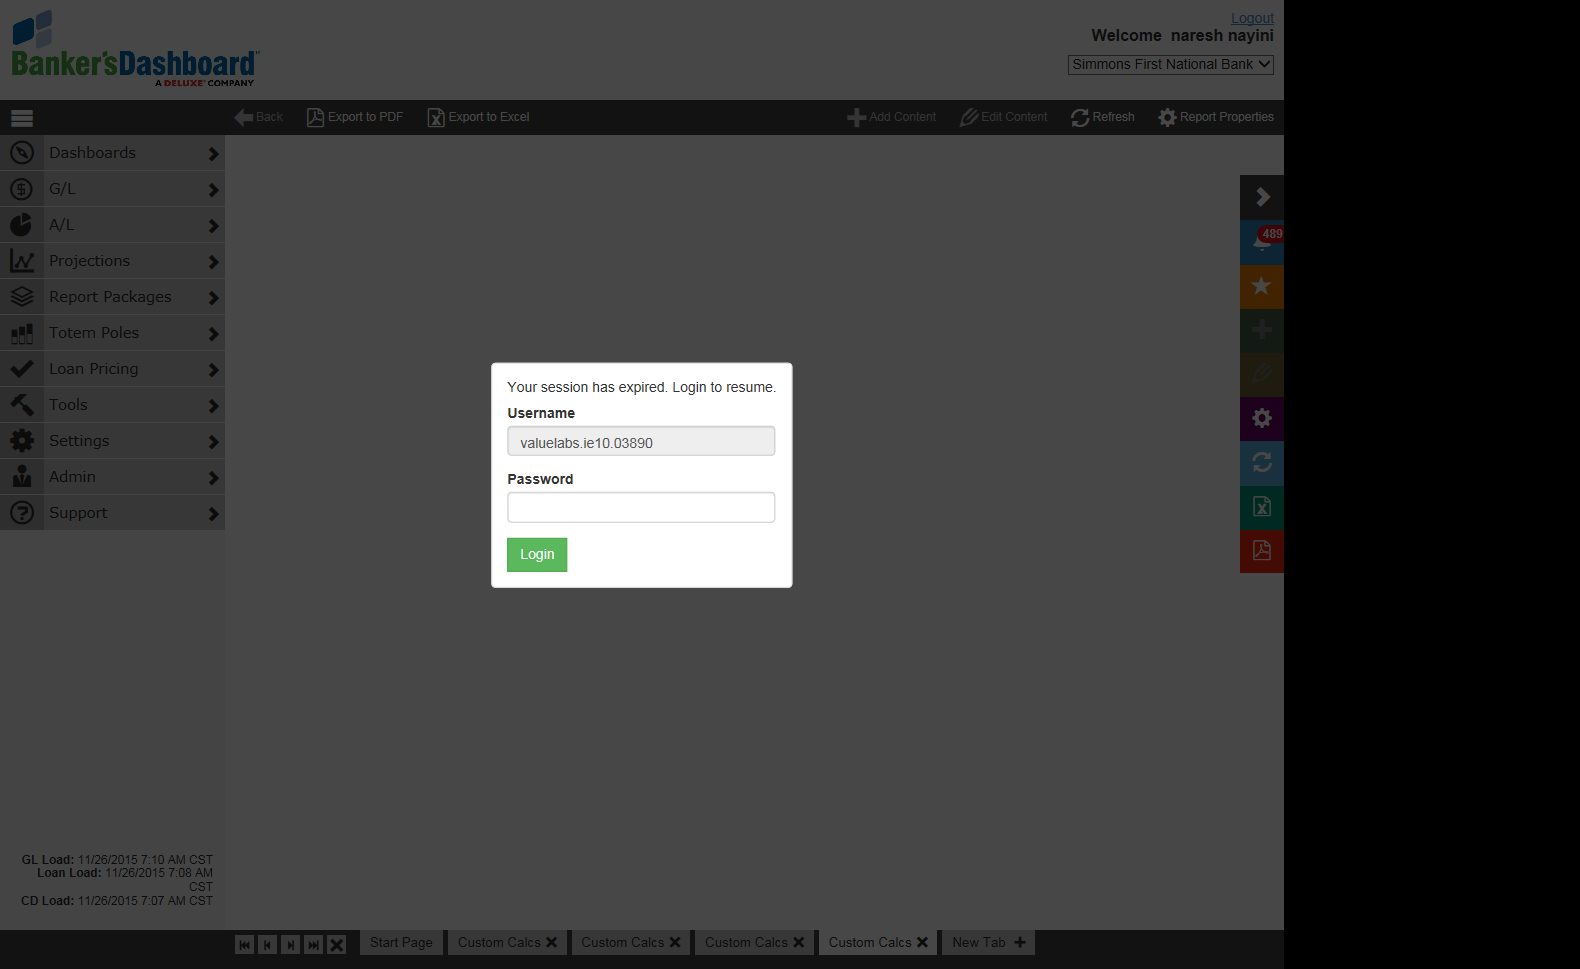 Logout
Welcome naresh nayini
Simmons First National Bank
Banker'sDashboard™
A DELUXE COMPANY
Back Export to PDF Export to Excel Add Content Edit Content Refresh Report Properties
Dashboards
G/L
A/L
Projections
Report Packages
Totem Poles
Loan Pricing
Tools
Settings
Admin
Support
489
Your session has expired. Login to resume.
Username
valuelabs.ie10.03890
Password
Login
GL Load: 11/26/2015 7:10 AM CST
Loan Load: 11/26/2015 7:08 AM
CST
CD Load: 11/26/2015 7:07 AM CST
Start Page Custom Calcs Custom Calcs Custom Calcs Custom Calcs New Tab